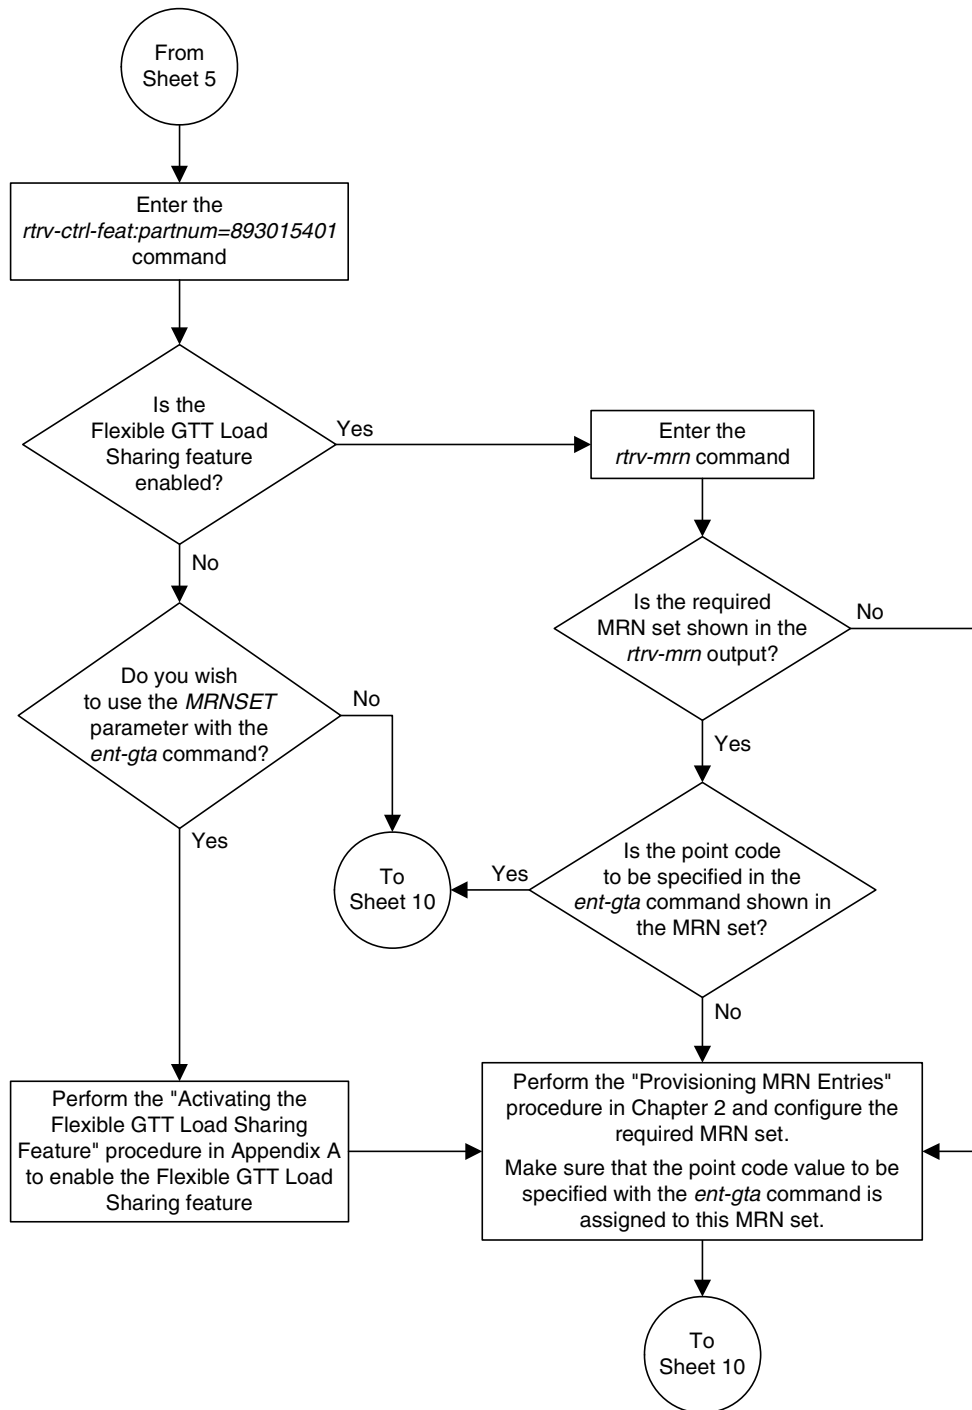 From
Sheet 5
Enter the
rtrv-ctrl-feat:partnum=893015401
command
Is the
Flexible GTT Load
Sharing feature
enabled?
Yes
Enter the
rtrv-mrn command
No
Is the required
MRN set shown in the
rtrv-mrn output?
No
Do you wish
to use the MRNSET
parameter with the
ent-gta command?
No
Yes
Yes
To
Sheet 10
Yes
Is the point code
to be specified in the
ent-gta command shown in
the MRN set?
No
Perform the "Activating the
Flexible GTT Load Sharing
Feature" procedure in Appendix A
to enable the Flexible GTT Load
Sharing feature
Perform the "Provisioning MRN Entries"
procedure in Chapter 2 and configure the
required MRN set.
Make sure that the point code value to be
specified with the ent-gta command is
assigned to this MRN set.
To
Sheet 10